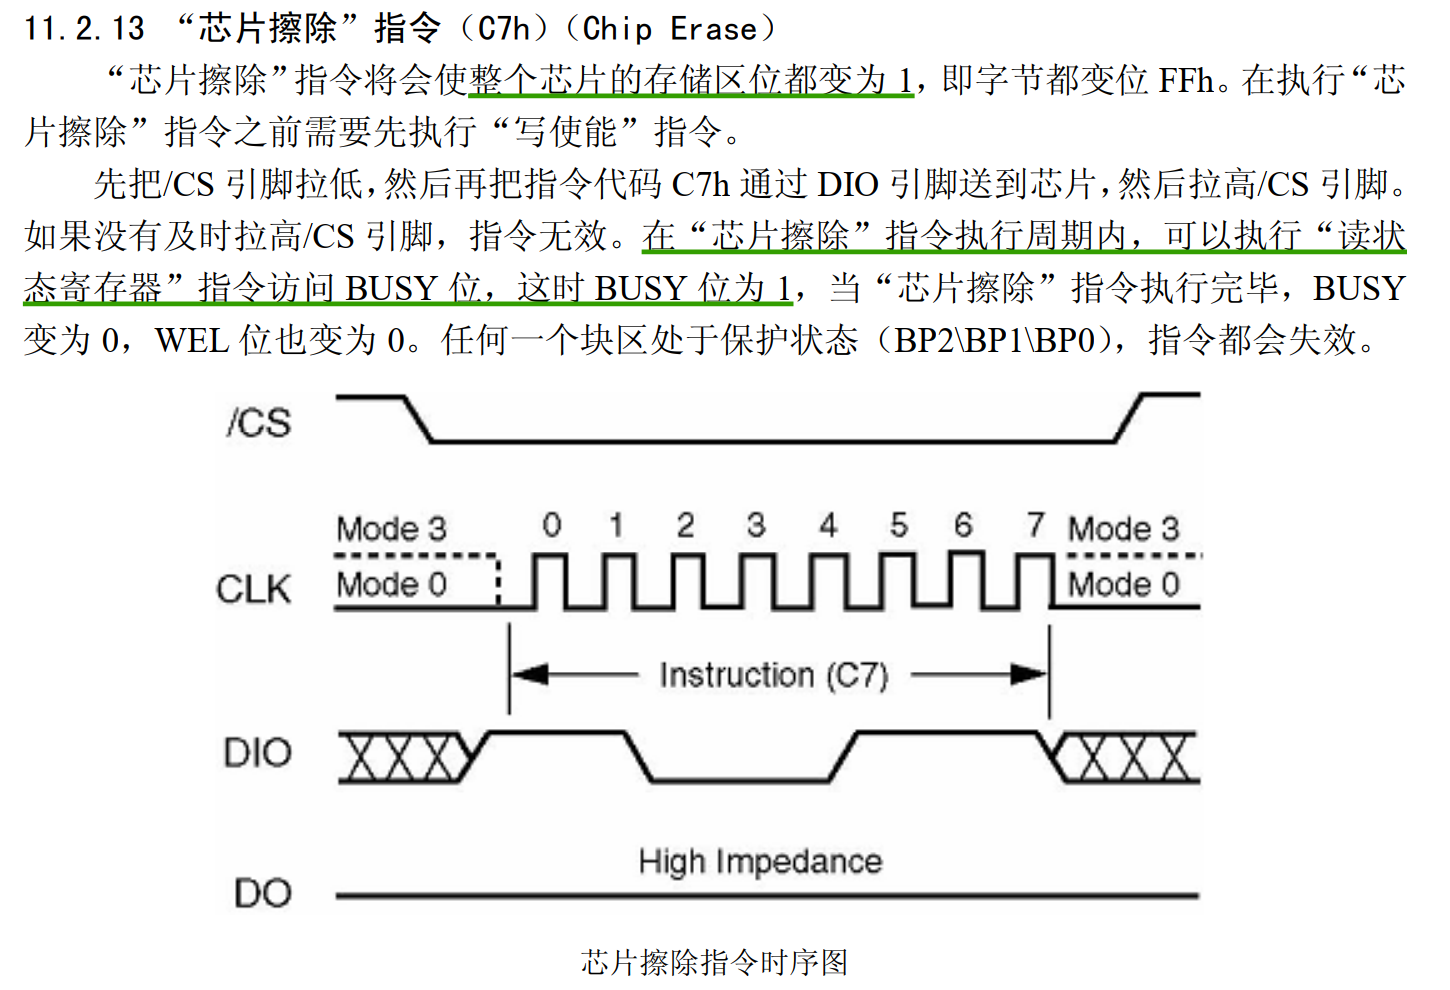 11.2.13 “芯片擦除”指令（C7h）（Chip Erase）
“芯片擦除”指令将会使整个芯片的存储区位都变为 1，即字节都变位 FFh。在执行“芯
片擦除”指令之前需要先执行“写使能”指令。
先把/CS 引脚拉低，然后再把指令代码 C7h 通过 DIO 引脚送到芯片，然后拉高/CS 引脚。
如果没有及时拉高/CS 引脚，指令无效。在“芯片擦除”指令执行周期内，可以执行“读状
态寄存器”指令访问 BUSY 位，这时 BUSY 位为 1，当“芯片擦除”指令执行完毕，BUSY
变为 0，WEL 位也变为 0。任何一个块区处于保护状态（BP2\BP1\BP0），指令都会失效。
/CS
Mode 3 0 1 2 3 4 5 6 7 Mode 3
CLK Mode 0 Mode 0
Instruction (C7)
DIO
High Impedance
DO
芯片擦除指令时序图